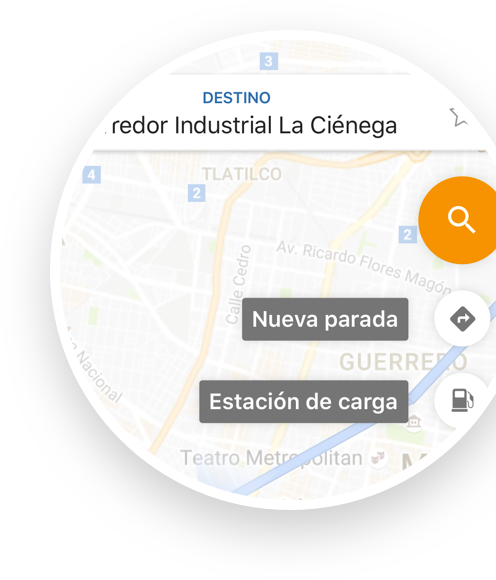 3
DESTINO
redor Industrial La Ciénega
4
TLATILCO
2
2
Av. Ricardo Flores Magón
Calle Cedro
Nueva parada
GUERRERO
a Nacional
Estación de carga
Teatro Metropolitan
M